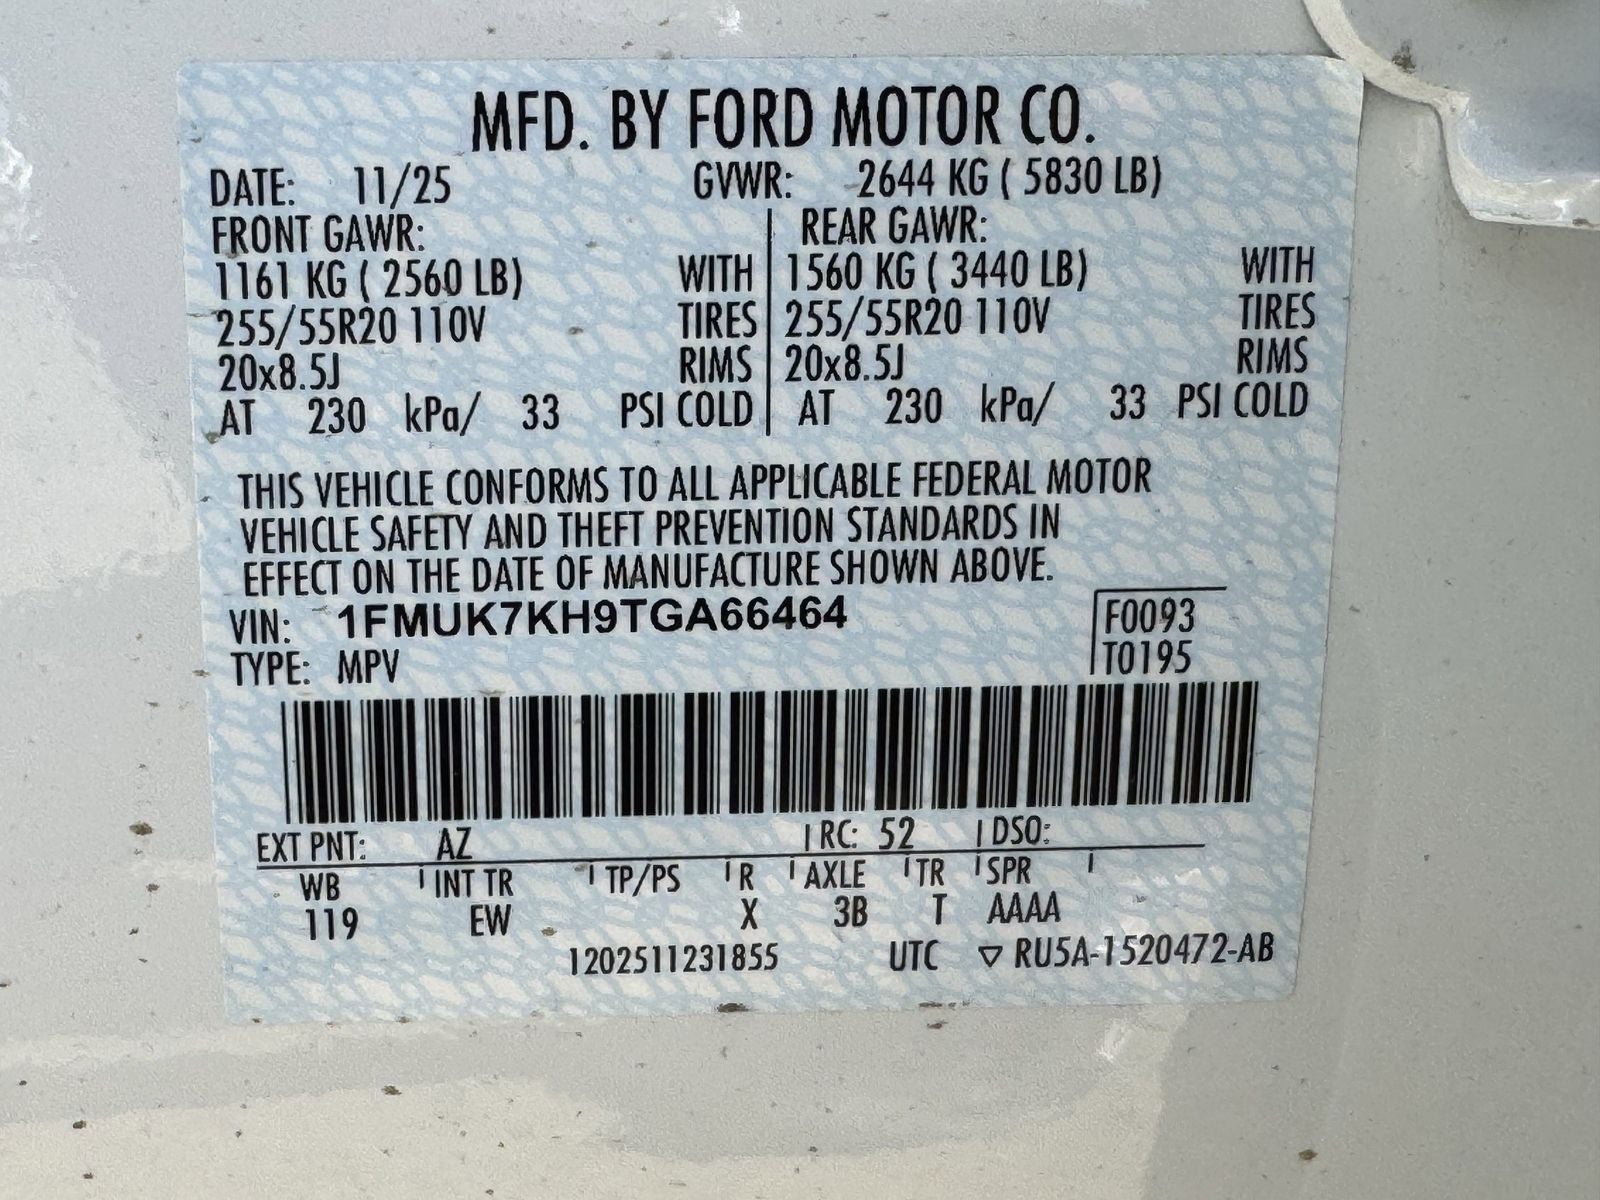 MFD. BY FORD MOTOR CO.
DATE: 11/25 GVWR: 2644 KG ( 5830 LB)
FRONT GAWR: REAR GAWR:
1161 KG ( 2560 LB) WITH 1560 KG ( 3440 LB) WITH
255/55R20 110V TIRES 255/55R20 110V TIRES
20x8.5J RIMS 20x8.5J RIMS
AT 230 kPa/ 33 PSI COLD AT 230 kPa/ 33 PSI COLD
THIS VEHICLE CONFORMS TO ALL APPLICABLE FEDERAL MOTOR
VEHICLE SAFETY AND THEFT PREVENTION STANDARDS IN
EFFECT ON THE DATE OF MANUFACTURE SHOWN ABOVE.
VIN: 1FMUK7KH9TGA66464 F0093
TYPE: MPV T0195
EXT PNT: AZ RC: 52 DSO:
WB INT TR TP/PS R AXLE TR SPR
119 EW X 3B T AAAA
1202511231855 UTC ▽ RU5A-1520472-AB